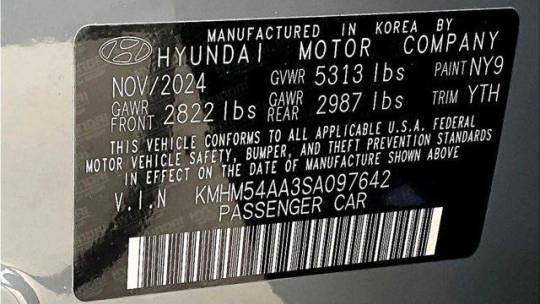 MANUFACTURED IN KOREA BY
HYUNDAI MOTOR COMPANY
NOV/2024 GVWR 5313 lbs PAINT NY9
GAWR FRONT 2822 lbs GAWR REAR 2987 lbs TRIM YTH
THIS VEHICLE CONFORMS TO ALL APPLICABLE U.S.A. FEDERAL
MOTOR VEHICLE SAFETY, BUMPER, AND THEFT PREVENTION STANDARDS
IN EFFECT ON THE DATE OF MANUFACTURE SHOWN ABOVE
V.I.N KMHM54AA3SA097642
PASSENGER CAR